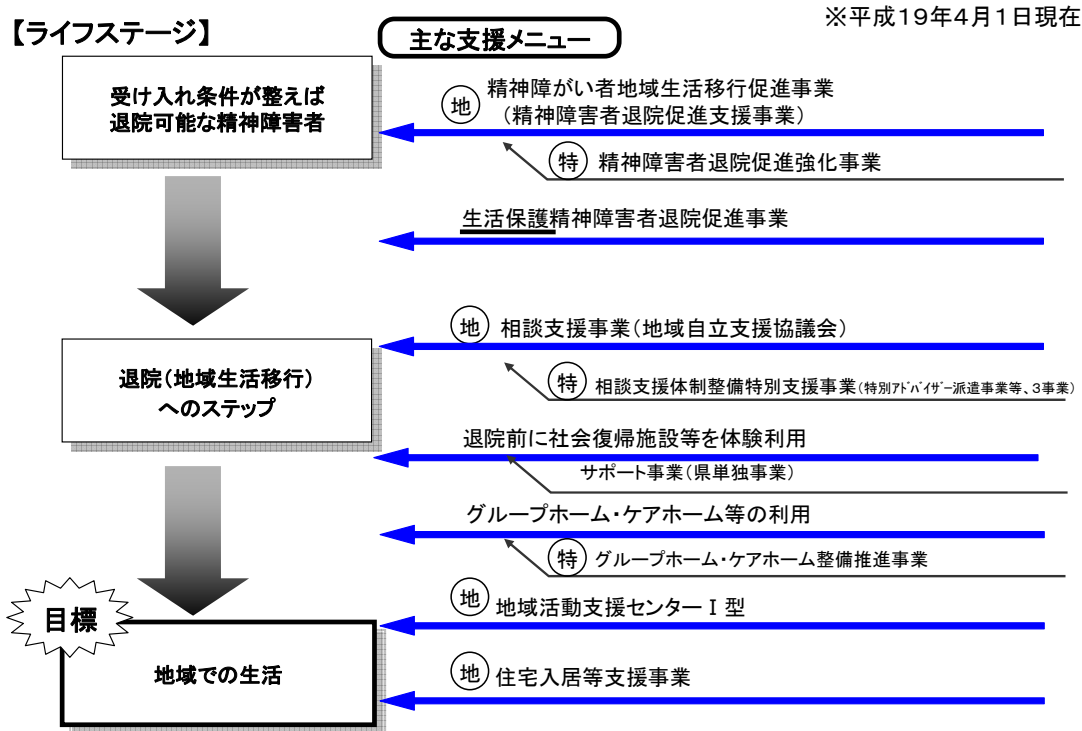 ※平成19年4月1日現在
【ライフステージ】
主な支援メニュー
受け入れ条件が整えば
退院可能な精神障害者
地 精神障がい者地域生活移行促進事業
(精神障害者退院促進支援事業)
特 精神障害者退院促進強化事業
生活保護精神障害者退院促進事業
地 相談支援事業(地域自立支援協議会)
特 相談支援体制整備特別支援事業(特別ｱﾄﾞﾊﾞｲｻﾞｰ派遣事業等、3事業)
退院(地域生活移行)
へのステップ
退院前に社会復帰施設等を体験利用
サポート事業(県単独事業)
グループホーム・ケアホーム等の利用
特 グループホーム・ケアホーム整備推進事業
目標
地 地域活動支援センターⅠ型
地域での生活
地 住宅入居等支援事業